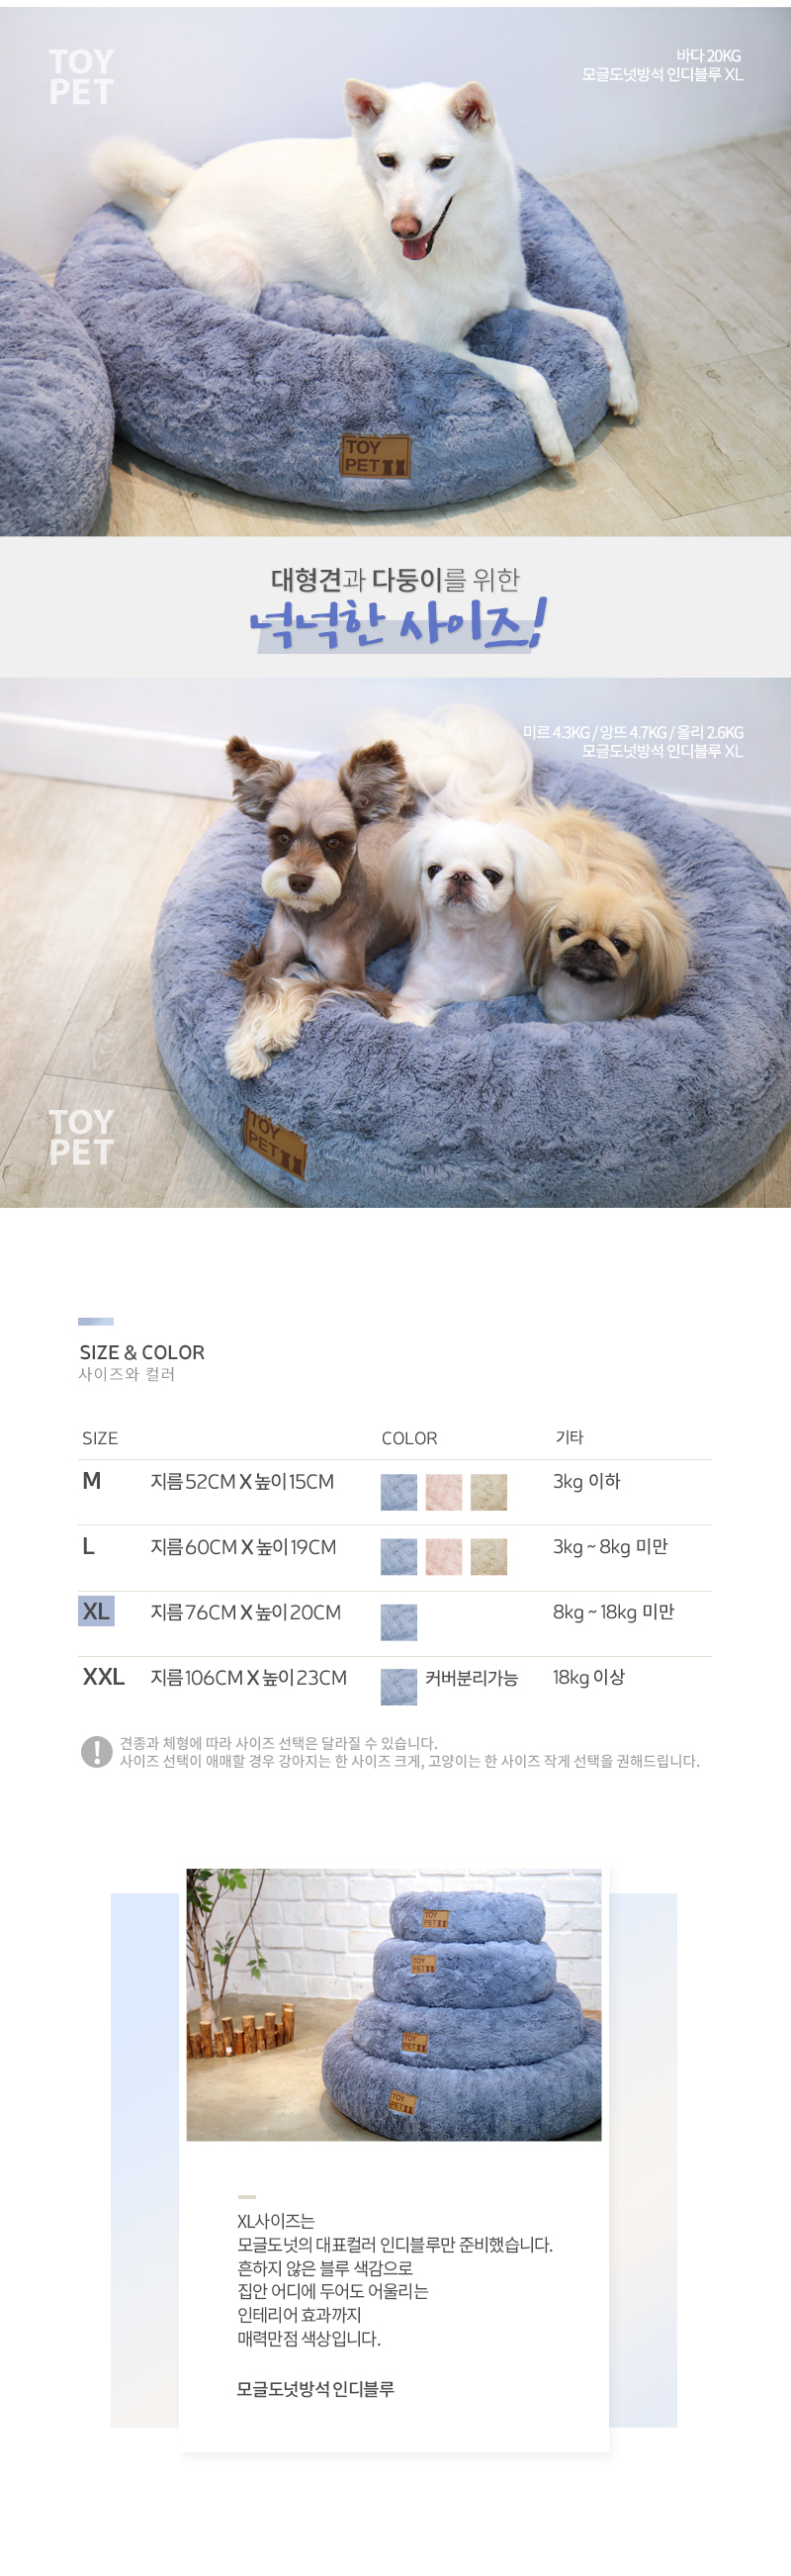 TOY
PET
바다 20KG
모글도넛방석 인디블루 XL
TOY
PET
대형견과 다둥이를 위한
넉넉한 사이즈!
미르 4.3KG / 앙뜨 4.7KG / 올리 2.6KG
모글도넛방석 인디블루 XL
TOY
PET
TOY
PET
SIZE & COLOR
사이즈와 컬러
SIZE COLOR 기타
M 지름 52CM X 높이 15CM 3kg 이하
L 지름 60CM X 높이 19CM 3kg ~ 8kg 미만
XL 지름 76CM X 높이 20CM 8kg ~ 18kg 미만
XXL 지름 106CM X 높이 23CM 커버분리가능 18kg 이상
! 견종과 체형에 따라 사이즈 선택은 달라질 수 있습니다.
사이즈 선택이 애매할 경우 강아지는 한 사이즈 크게, 고양이는 한 사이즈 작게 선택을 권해드립니다.
TOY
PET
TOY
PET
TOY
PET
TOY
PET
XL사이즈는
모글도넛의 대표컬러 인디블루만 준비했습니다.
흔하지 않은 블루 색감으로
집안 어디에 두어도 어울리는
인테리어 효과까지
매력만점 색상입니다.
모글도넛방석 인디블루